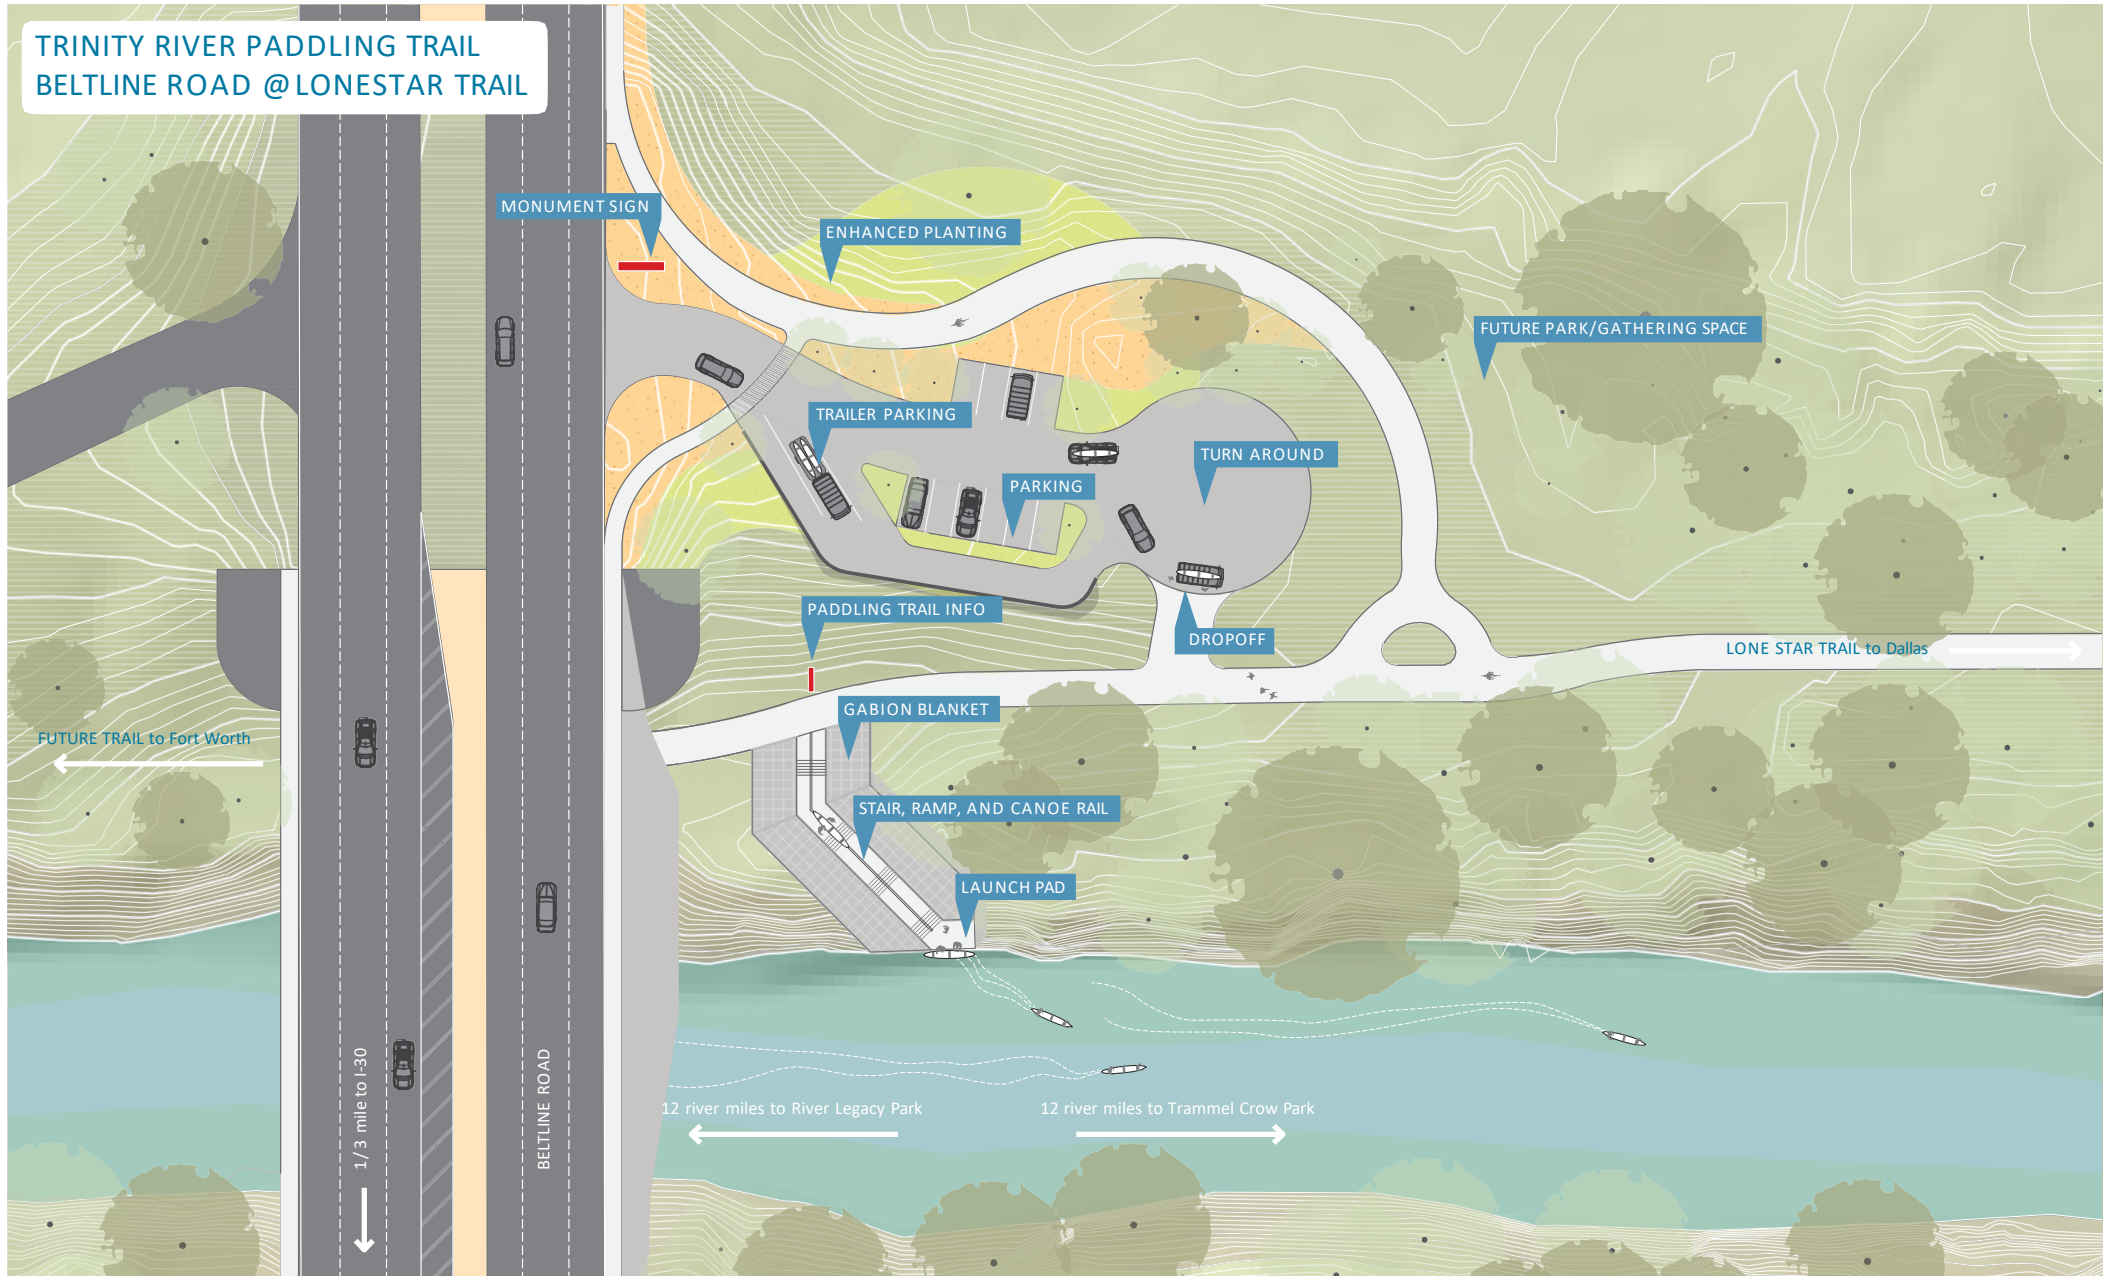 TRINITY RIVER PADDLING TRAIL
BELTLINE ROAD @ LONESTAR TRAIL
MONUMENT SIGN
ENHANCED PLANTING
FUTURE PARK/GATHERING SPACE
TRAILER PARKING
TURN AROUND
PARKING
PADDLING TRAIL INFO
DROPOFF
LONE STAR TRAIL to Dallas
GABION BLANKET
FUTURE TRAIL to Fort Worth
STAIR, RAMP, AND CANOE RAIL
LAUNCH PAD
1/3 mile to I-30
BELTLINE ROAD
12 river miles to River Legacy Park
12 river miles to Trammel Crow Park